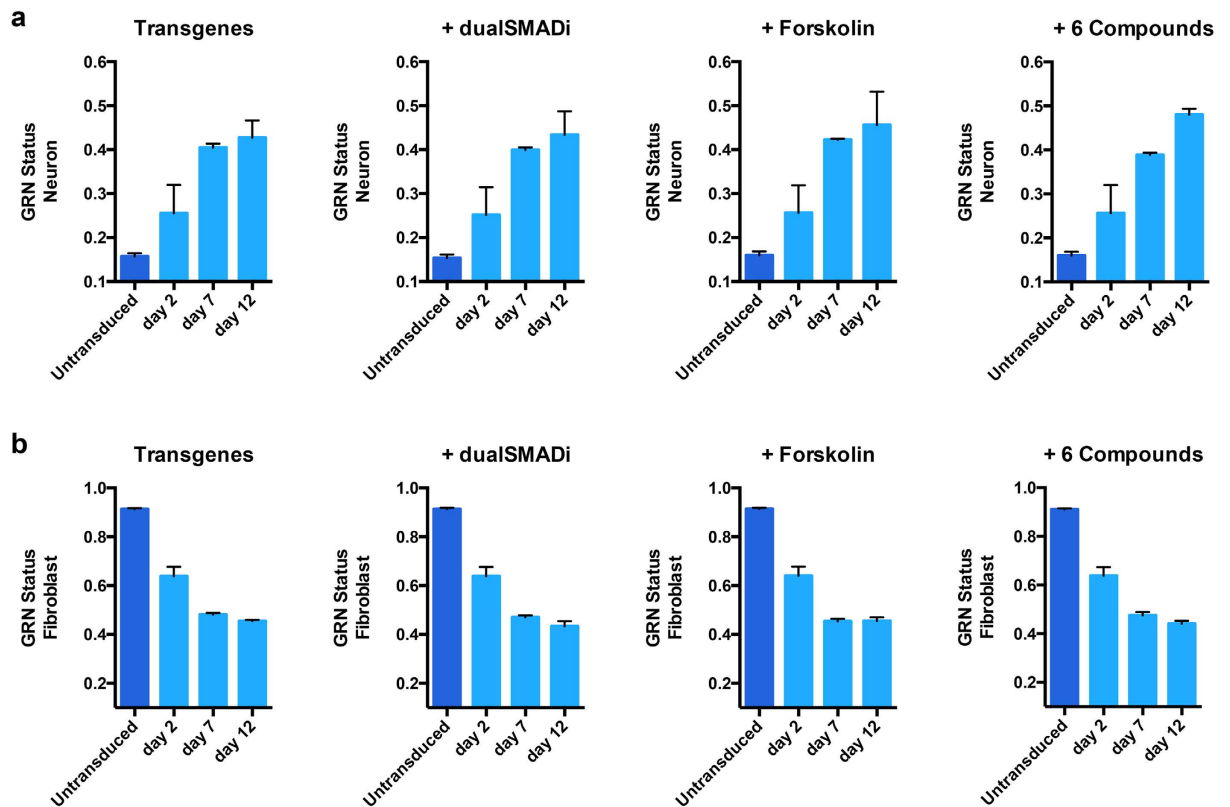 a
Transgenes
+ dualSMADi
+ Forskolin
+ 6 Compounds
GRN Status
Neuron
0.6
0.5
0.4
0.3
0.2
0.1
Untransduced
day 2
day 7
day 12
GRN Status
Neuron
0.6
0.5
0.4
0.3
0.2
0.1
Untransduced
day 2
day 7
day 12
GRN Status
Neuron
0.6
0.5
0.4
0.3
0.2
0.1
Untransduced
day 2
day 7
day 12
GRN Status
Neuron
0.6
0.5
0.4
0.3
0.2
0.1
Untransduced
day 2
day 7
day 12
b
Transgenes
+ dualSMADi
+ Forskolin
+ 6 Compounds
GRN Status
Fibroblast
1.0
0.8
0.6
0.4
0.2
Untransduced
day 2
day 7
day 12
GRN Status
Fibroblast
1.0
0.8
0.6
0.4
0.2
Untransduced
day 2
day 7
day 12
GRN Status
Fibroblast
1.0
0.8
0.6
0.4
0.2
Untransduced
day 2
day 7
day 12
GRN Status
Fibroblast
1.0
0.8
0.6
0.4
0.2
Untransduced
day 2
day 7
day 12